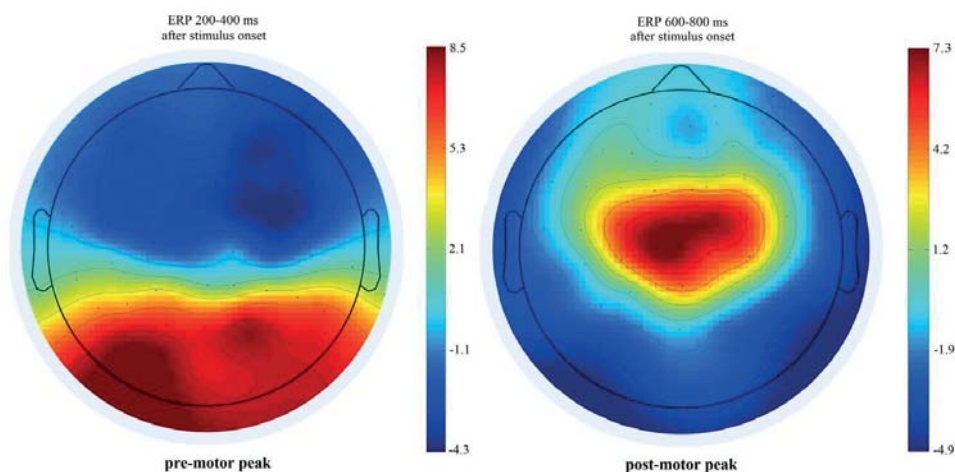 ERP 200-400 ms
after stimulus onset
8.5
5.3
2.1
-1.1
-4.3
pre-motor peak
ERP 600-800 ms
after stimulus onset
7.3
4.2
1.2
-1.9
-4.9
post-motor peak